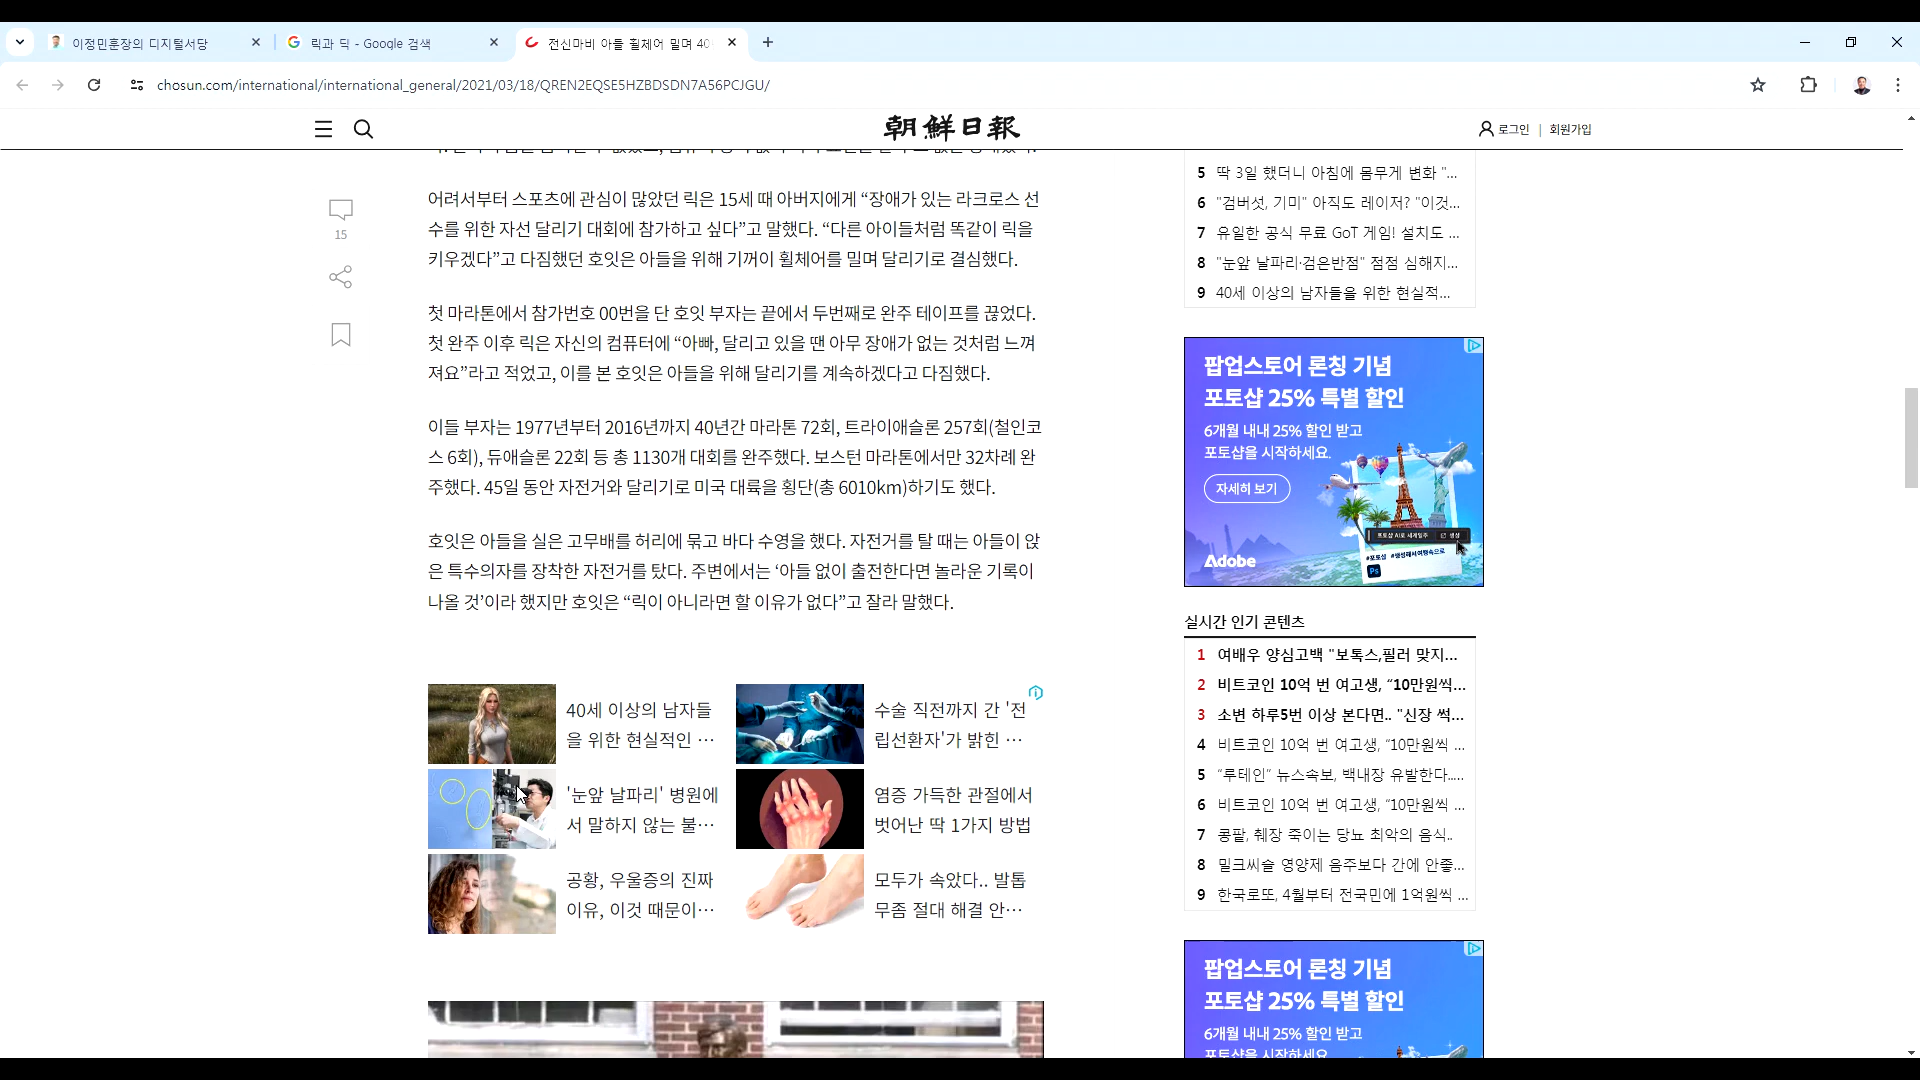 이정민훈장의 디지털서당
릭과 딕 - Google 검색
전신마비 아들 휠체어 밀며 40
chosun.com/international/international_general/2021/03/18/QREN2EQSE5HZBDSDN7A56PCJGU/
朝鮮日報
로그인 | 회원가입
15
어려서부터 스포츠에 관심이 많았던 릭은 15세 때 아버지에게 “장애가 있는 라크로스 선
수를 위한 자선 달리기 대회에 참가하고 싶다”고 말했다. “다른 아이들처럼 똑같이 릭을
키우겠다”고 다짐했던 호잇은 아들을 위해 기꺼이 휠체어를 밀며 달리기로 결심했다.
첫 마라톤에서 참가번호 00번을 단 호잇 부자는 끝에서 두번째로 완주 테이프를 끊었다.
첫 완주 이후 릭은 자신의 컴퓨터에 “아빠, 달리고 있을 땐 아무 장애가 없는 것처럼 느껴
져요”라고 적었고, 이를 본 호잇은 아들을 위해 달리기를 계속하겠다고 다짐했다.
이들 부자는 1977년부터 2016년까지 40년간 마라톤 72회, 트라이애슬론 257회(철인코
스 6회), 듀애슬론 22회 등 총 1130개 대회를 완주했다. 보스턴 마라톤에서만 32차례 완
주했다. 45일 동안 자전거와 달리기로 미국 대륙을 횡단(총 6010km)하기도 했다.
호잇은 아들을 실은 고무배를 허리에 묶고 바다 수영을 했다. 자전거를 탈 때는 아들이 앉
은 특수의자를 장착한 자전거를 탔다. 주변에서는 ‘아들 없이 출전한다면 놀라운 기록이
나올 것’이라 했지만 호잇은 “릭이 아니라면 할 이유가 없다”고 잘라 말했다.
40세 이상의 남자들
을 위한 현실적인 …
수술 직전까지 간 '전
립선환자'가 밝힌 …
'눈앞 날파리' 병원에
서 말하지 않는 불…
염증 가득한 관절에서
벗어난 딱 1가지 방법
공황, 우울증의 진짜
이유, 이것 때문이…
모두가 속았다.. 발톱
무좀 절대 해결 안…
5 딱 3일 했더니 아침에 몸무게 변화 "...
6 "검버섯, 기미" 아직도 레이저? "이것...
7 유일한 공식 무료 GoT 게임! 설치도 ...
8 "눈앞 날파리·검은반점" 점점 심해지...
9 40세 이상의 남자들을 위한 현실적...
팝업스토어 론칭 기념
포토샵 25% 특별 할인
6개월 내내 25% 할인 받고
포토샵을 시작하세요.
자세히 보기
포토샵 AI로 세계일주
생성
#포토샵
Ps
Adobe
실시간 인기 콘텐츠
1 여배우 양심고백 "보톡스,필러 맞지...
2 비트코인 10억 번 여고생, “10만원씩...
3 소변 하루5번 이상 본다면.. "신장 썩...
4 비트코인 10억 번 여고생, “10만원씩 ...
5 “루테인” 뉴스속보, 백내장 유발한다.....
6 비트코인 10억 번 여고생, “10만원씩 ...
7 콩팥, 췌장 죽이는 당뇨 최악의 음식..
8 밀크씨슬 영양제 음주보다 간에 안좋...
9 한국로또, 4월부터 전국민에 1억원씩 ...
팝업스토어 론칭 기념
포토샵 25% 특별 할인
6개월 내내 25% 할인 받고
포토샵을 시작하세요